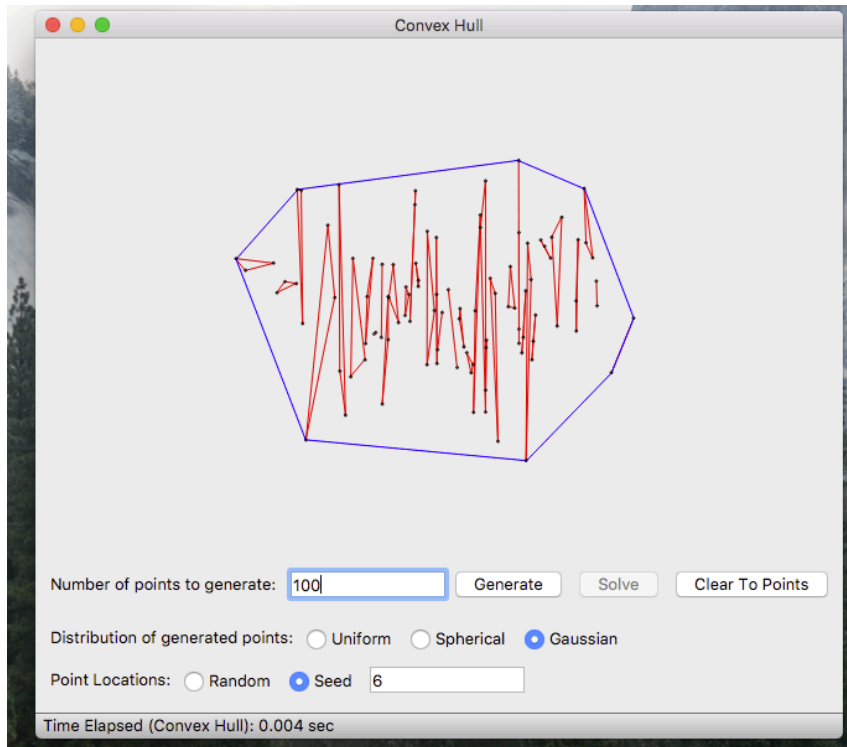 Convex Hull
Number of points to generate: 100 Generate Solve Clear To Points
Distribution of generated points: Uniform Spherical Gaussian
Point Locations: Random Seed 6
Time Elapsed (Convex Hull): 0.004 sec